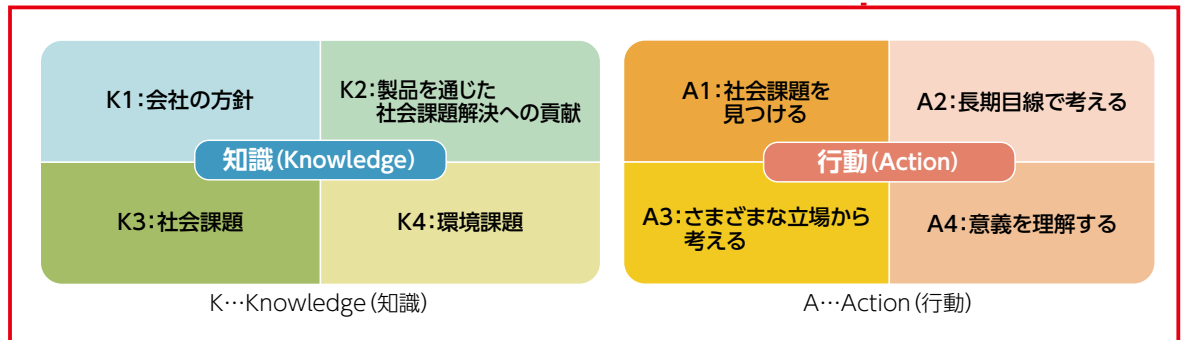 K1：会社の方針
K2：製品を通じた
社会課題解決への貢献
知識（Knowledge）
K3：社会課題
K4：環境課題
K…Knowledge（知識）
A1：社会課題を
見つける
A2：長期目線で考える
行動（Action）
A3：さまざまな立場から
考える
A4：意義を理解する
A…Action（行動）